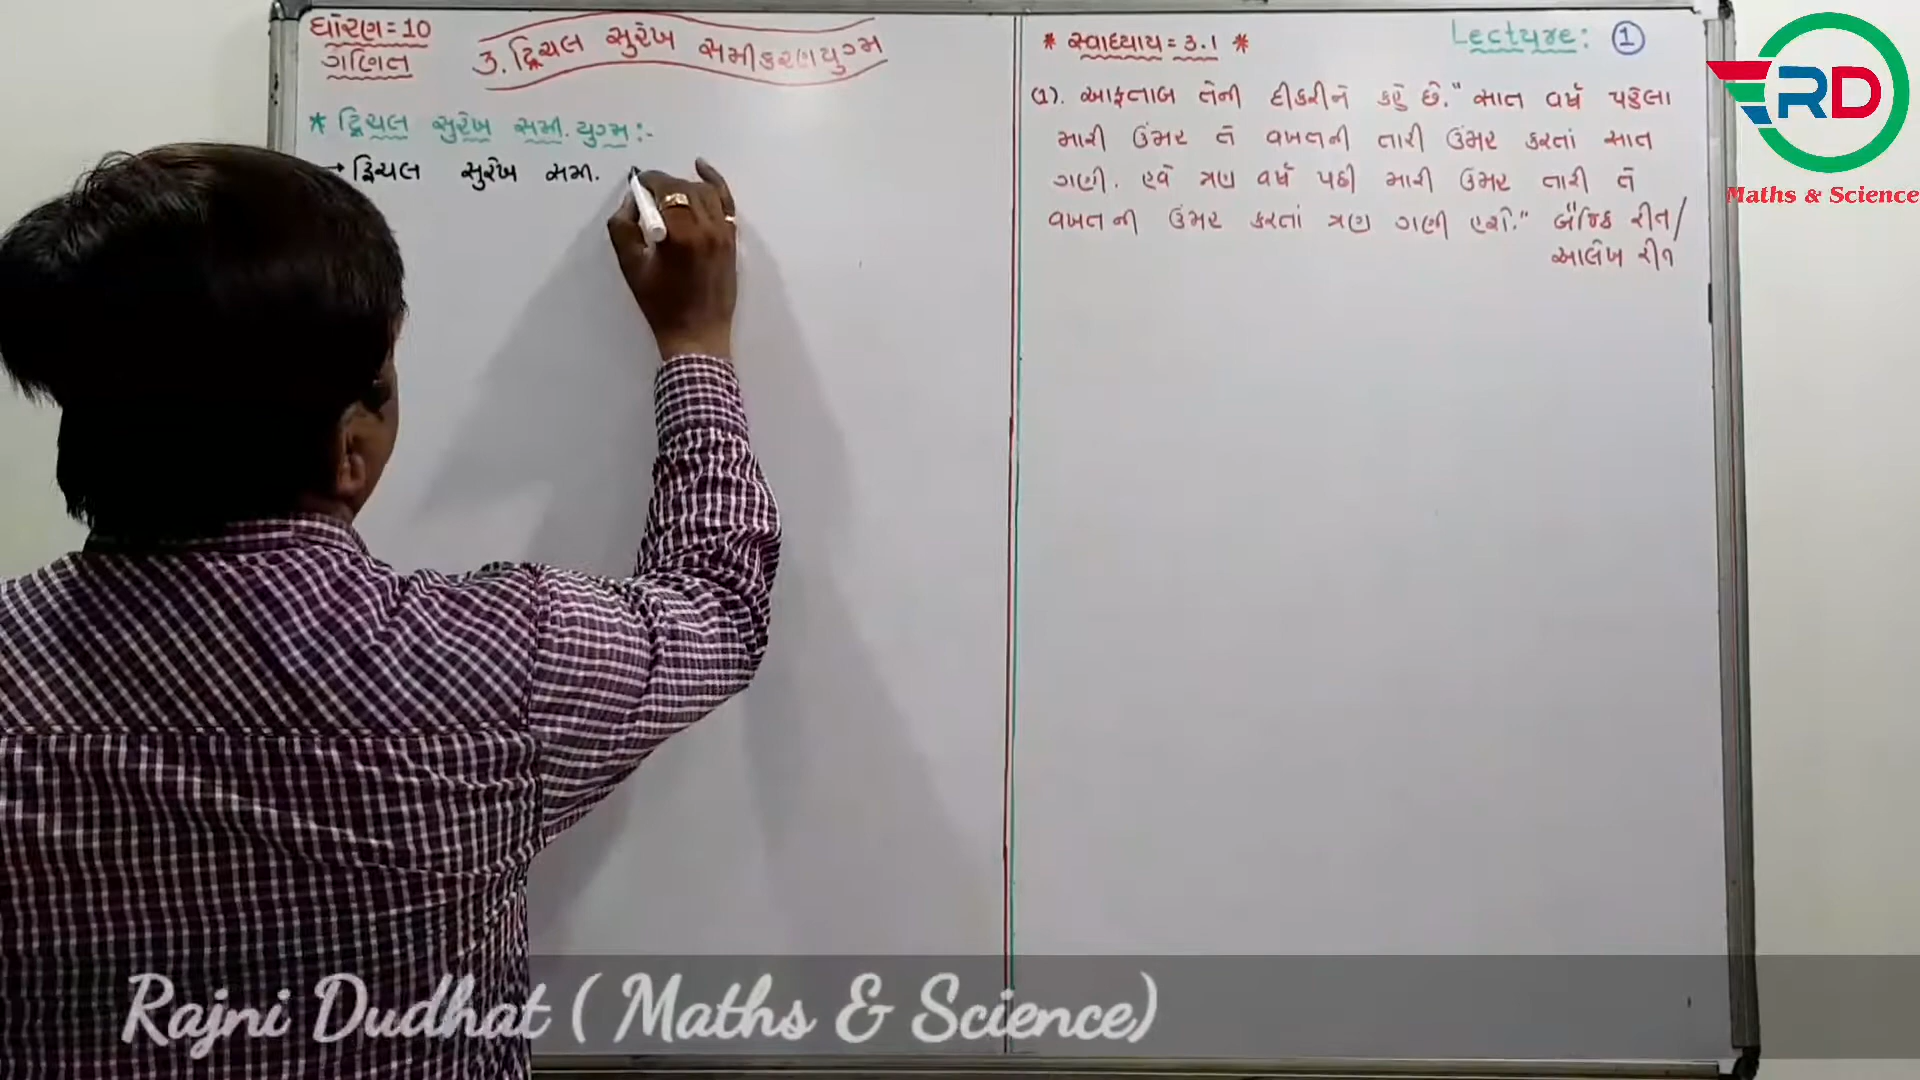 ધોરણ = 10
ગણિત
3. દ્વિચલ સુરેખ સમીકરણયુગ્મ
* દ્વિચલ સુરેખ સમી. યુગ્મ :-
→ દ્વિચલ સુરેખ સમી.
* સ્વાધ્યાય = 3.1 *
Lecture: 1
(1). આફતાબ તેની દીકરીને કહે છે. "સાત વર્ષ પહેલા
મારી ઉંમર તે વખતની તારી ઉંમર કરતાં સાત
ગણી. હવે ત્રણ વર્ષ પછી મારી ઉંમર તારી તે
વખતની ઉંમર કરતાં ત્રણ ગણી હશે." બૈજિક રીત/
આલેખ રીત
RD
Maths & Science
Rajni Dudhat ( Maths & Science)